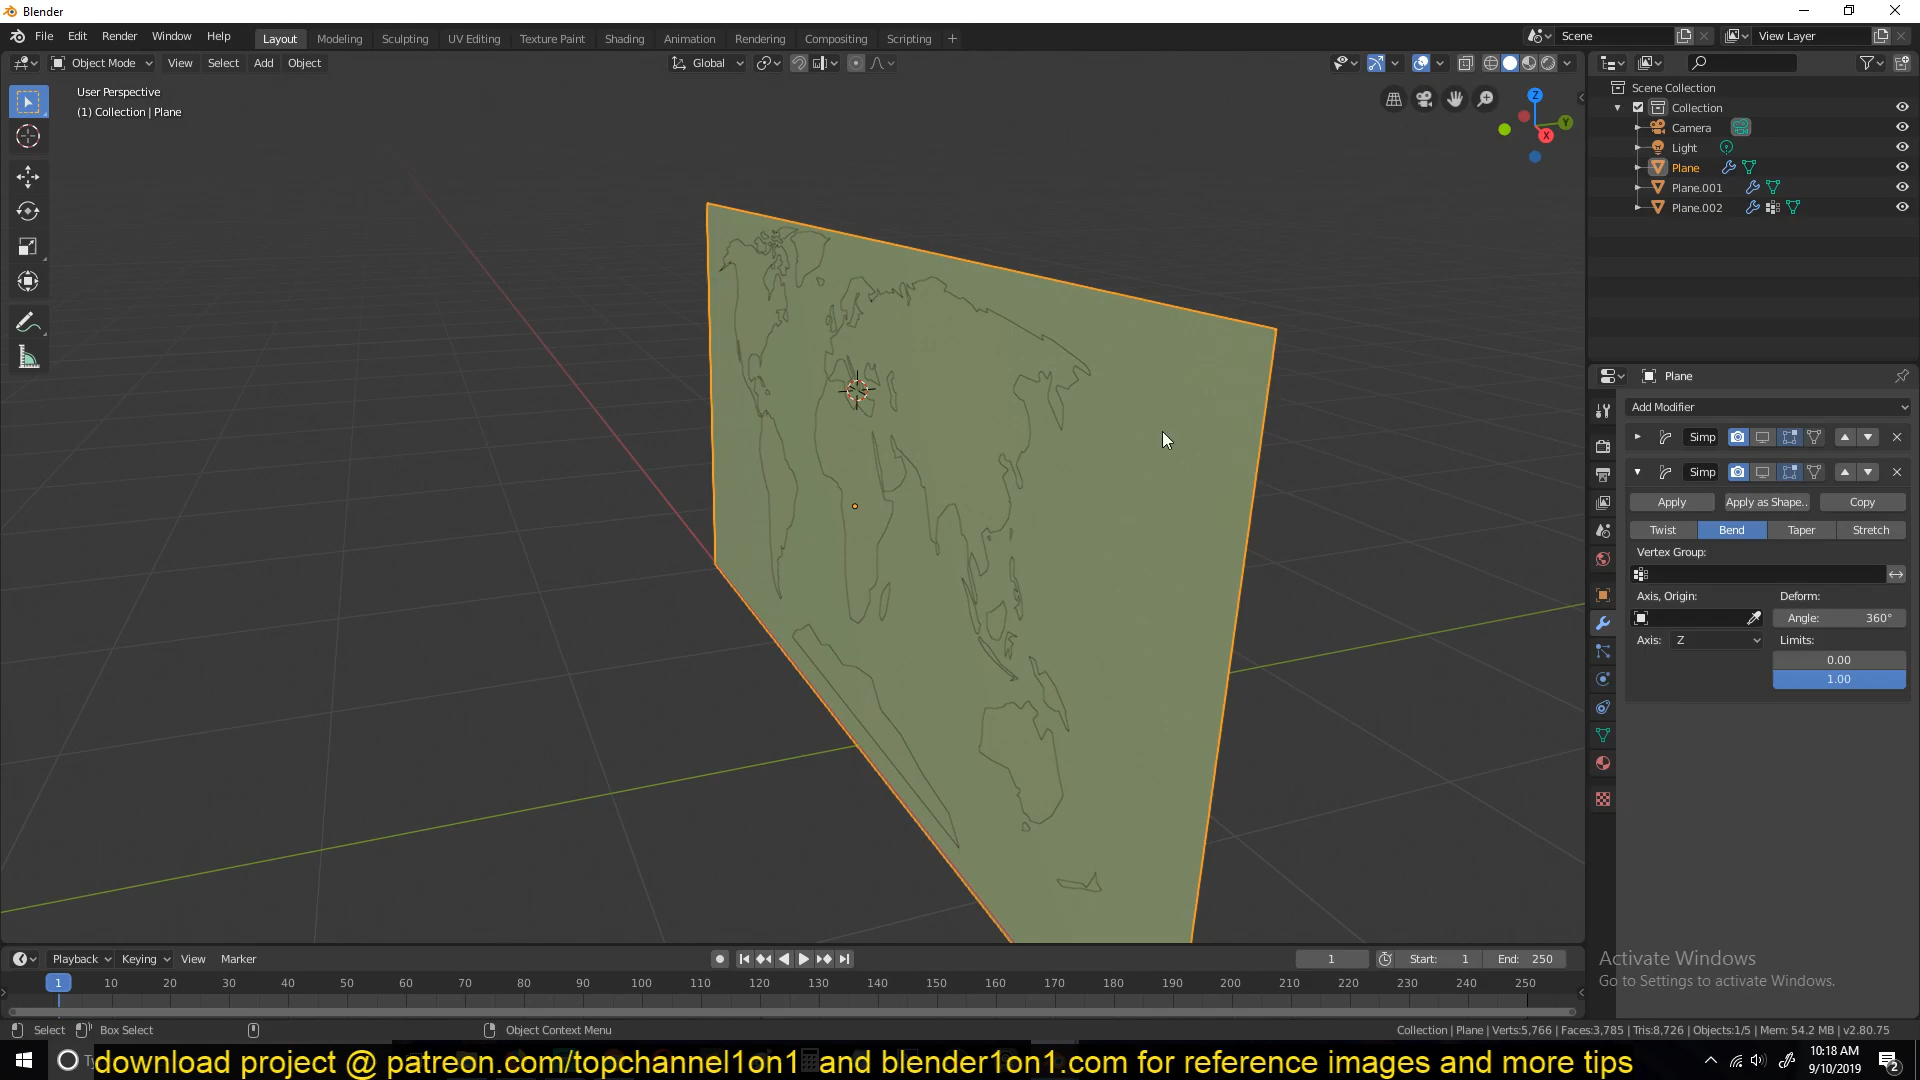 Blender
File Edit Render Window Help
Layout Modeling Sculpting UV Editing Texture Paint Shading Animation Rendering Compositing Scripting
Scene
View Layer
Object Mode View Select Add Object
Global
User Perspective
(1) Collection | Plane
Z
Y
X
Scene Collection
Collection
Camera
Light
Plane
Plane.001
Plane.002
Plane
Add Modifier
Simp
Simp
Apply Apply as Shape.. Copy
Twist Bend Taper Stretch
Vertex Group:
Axis, Origin: Deform:
Angle: 360°
Axis: Z Limits:
0.00
1.00
Playback Keying View Marker
1 Start: 1 End: 250
1 10 20 30 40 50 60 70 80 90 100 110 120 130 140 150 160 170 180 190 200 210 220 230 240 250
Activate Windows
Go to Settings to activate Windows.
Select Box Select Object Context Menu
Collection | Plane | Verts:5,766 | Faces:3,785 | Tris:8,726 | Objects:1/5 | Mem: 54.2 MB | v2.80.75
download project @ patreon.com/topchannel1on1 and blender1on1.com for reference images and more tips
10:18 AM
9/10/2019
2